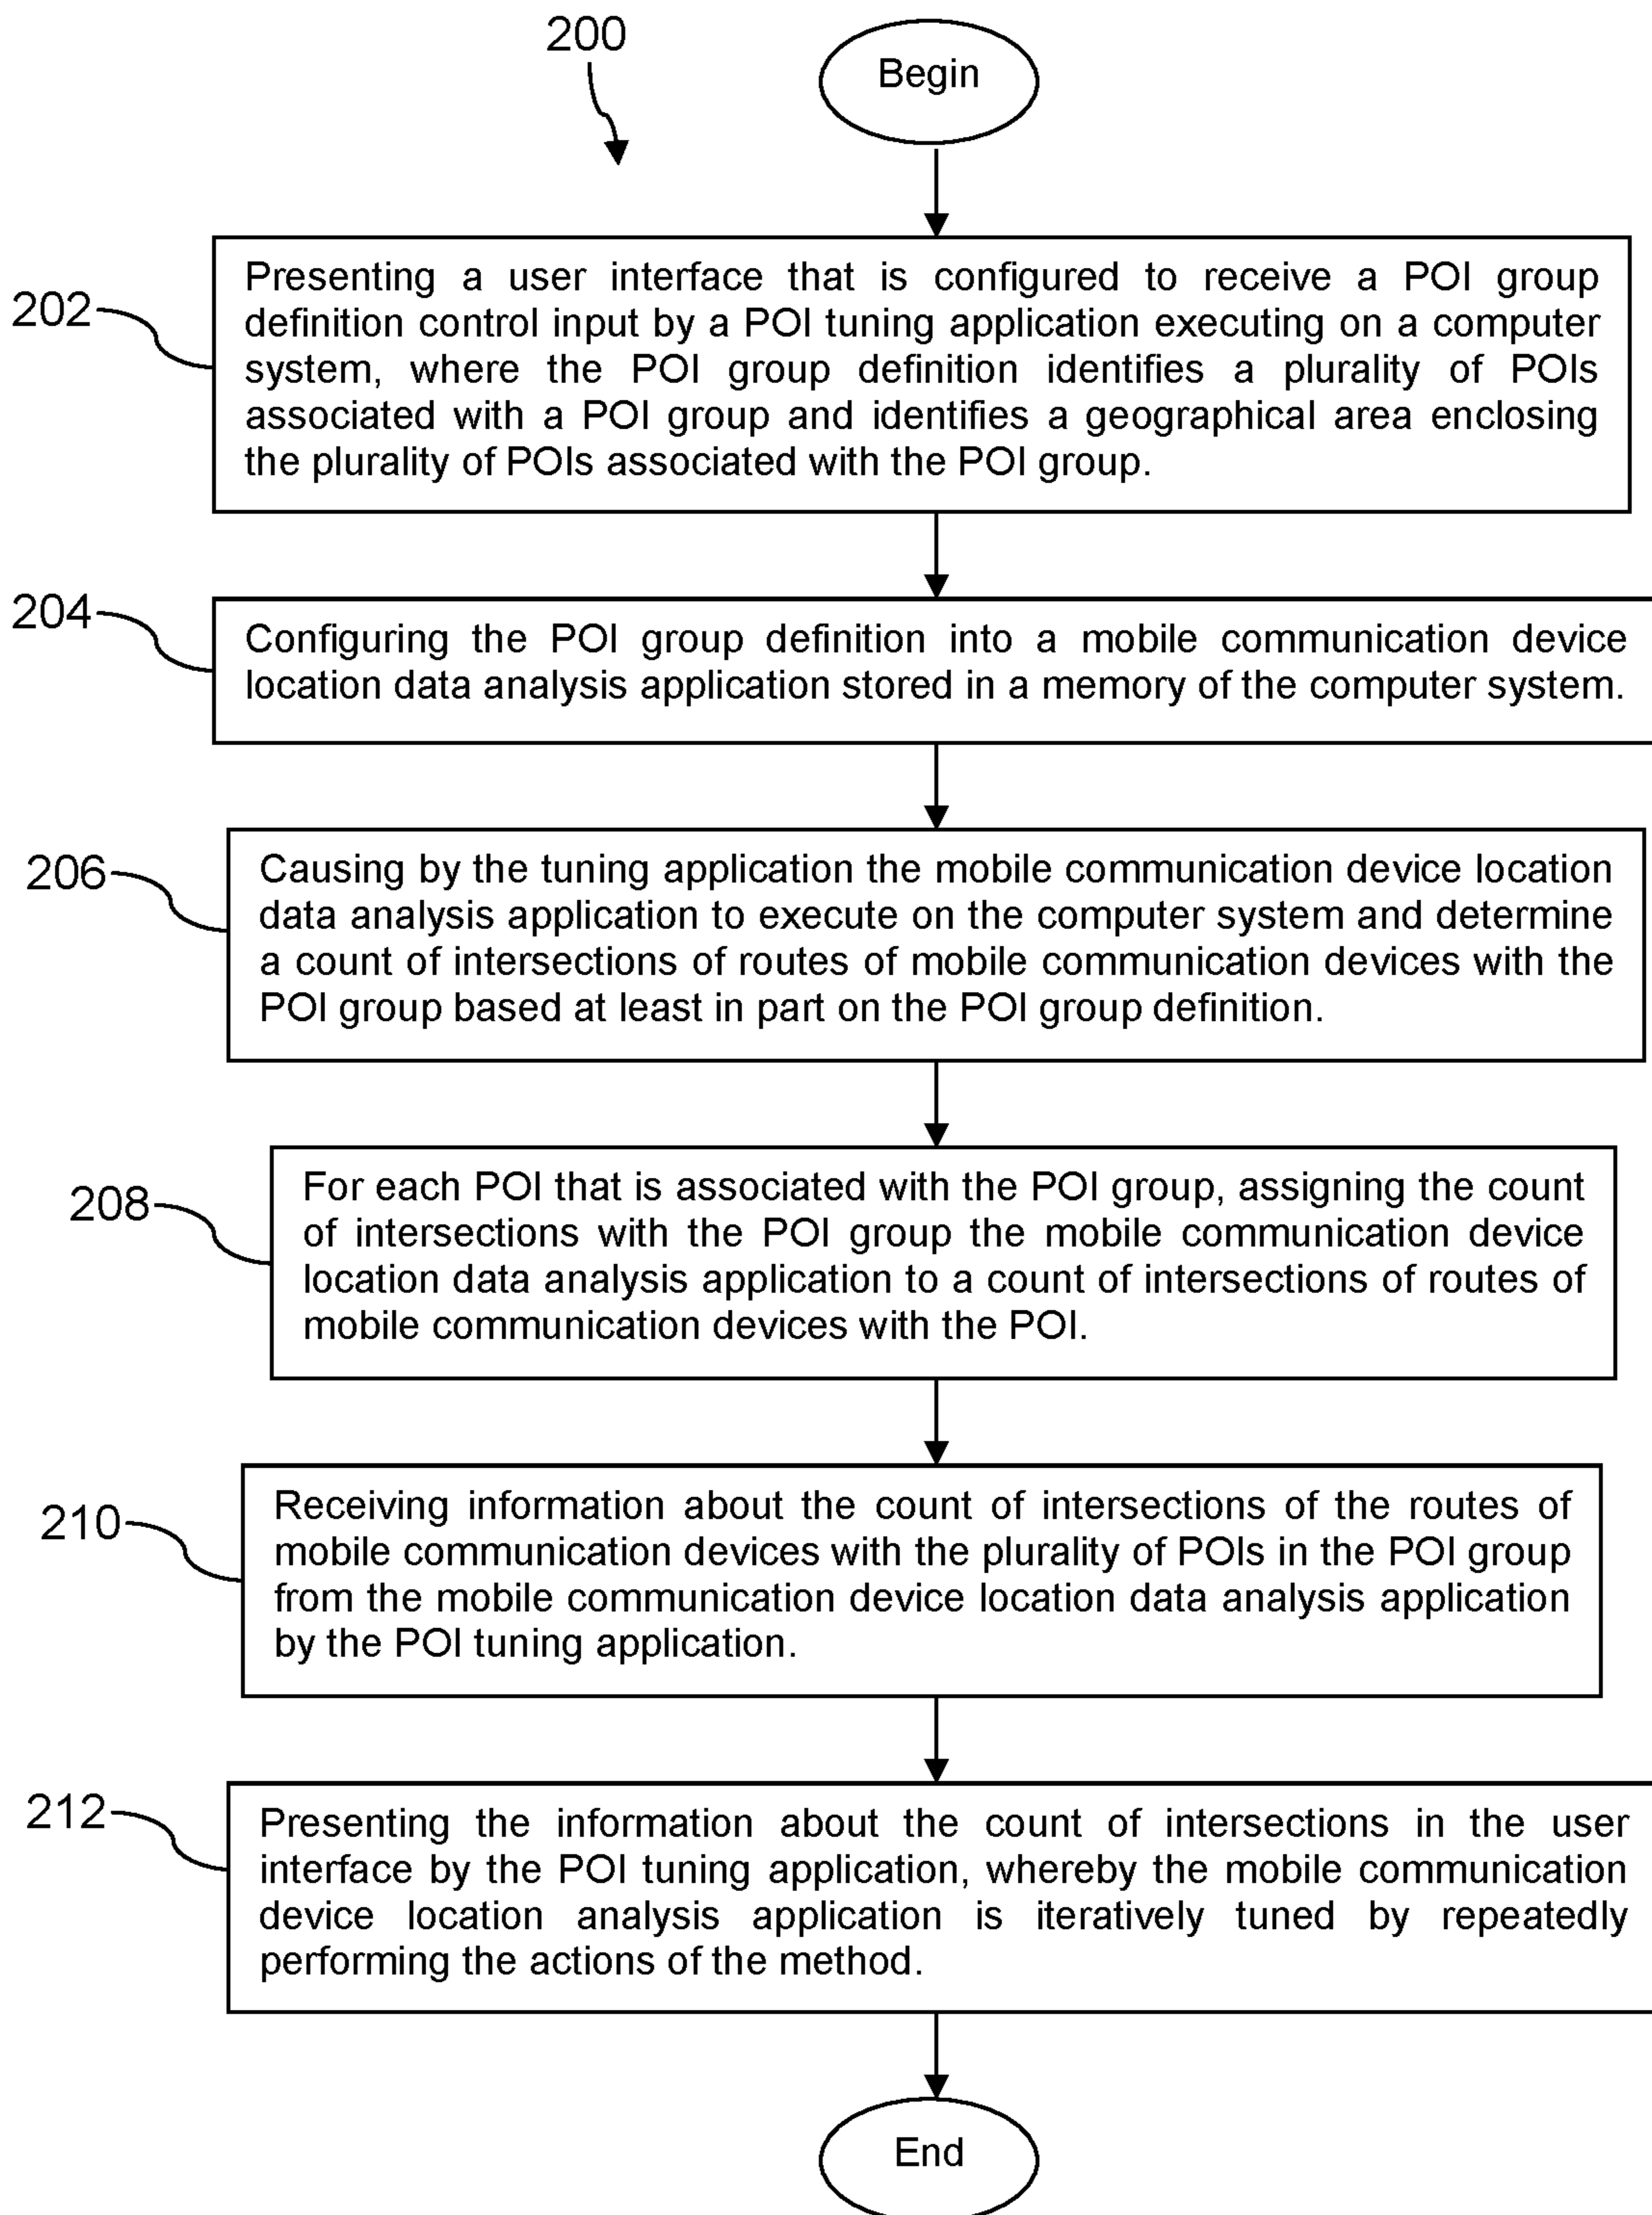 200
Begin
202
Presenting a user interface that is configured to receive a POI group
definition control input by a POI tuning application executing on a computer
system, where the POI group definition identifies a plurality of POIs
associated with a POI group and identifies a geographical area enclosing
the plurality of POIs associated with the POI group.
204
Configuring the POI group definition into a mobile communication device
location data analysis application stored in a memory of the computer system.
206
Causing by the tuning application the mobile communication device location
data analysis application to execute on the computer system and determine
a count of intersections of routes of mobile communication devices with the
POI group based at least in part on the POI group definition.
208
For each POI that is associated with the POI group, assigning the count
of intersections with the POI group the mobile communication device
location data analysis application to a count of intersections of routes of
mobile communication devices with the POI.
210
Receiving information about the count of intersections of the routes of
mobile communication devices with the plurality of POIs in the POI group
from the mobile communication device location data analysis application
by the POI tuning application.
212
Presenting the information about the count of intersections in the user
interface by the POI tuning application, whereby the mobile communication
device location analysis application is iteratively tuned by repeatedly
performing the actions of the method.
End